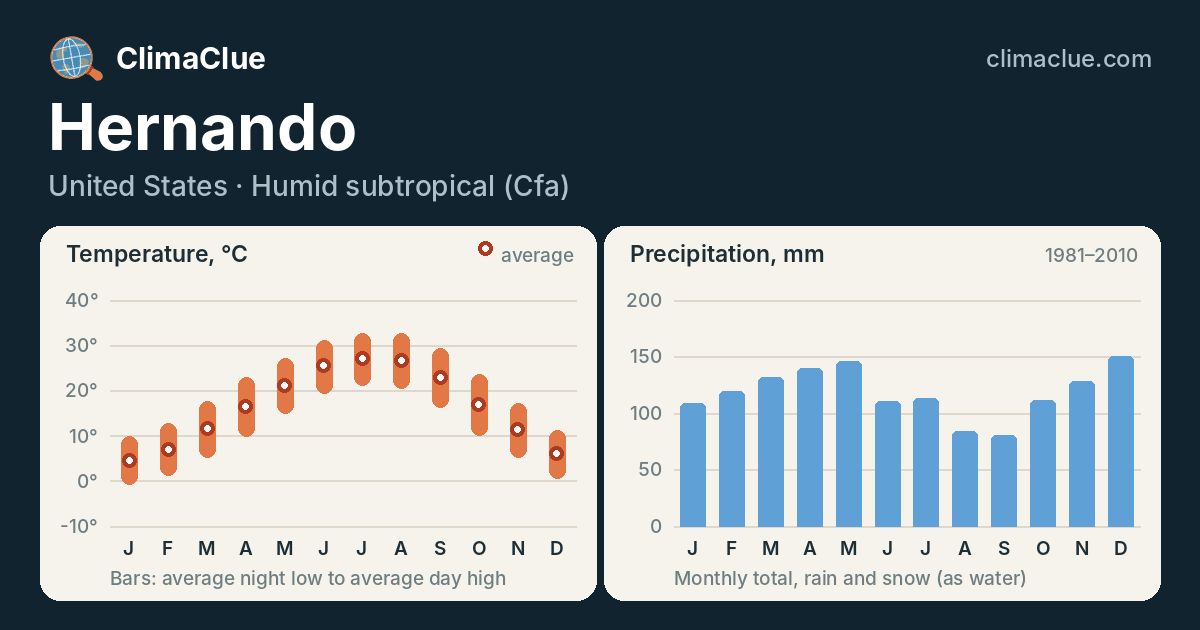 ClimaClue
climaclue.com
Hernando
United States · Humid subtropical (Cfa)
Temperature, °C
average
40°
30°
20°
10°
0°
-10°
J F M A M J J A S O N D
Bars: average night low to average day high
Precipitation, mm
1981–2010
200
150
100
50
0
J F M A M J J A S O N D
Monthly total, rain and snow (as water)